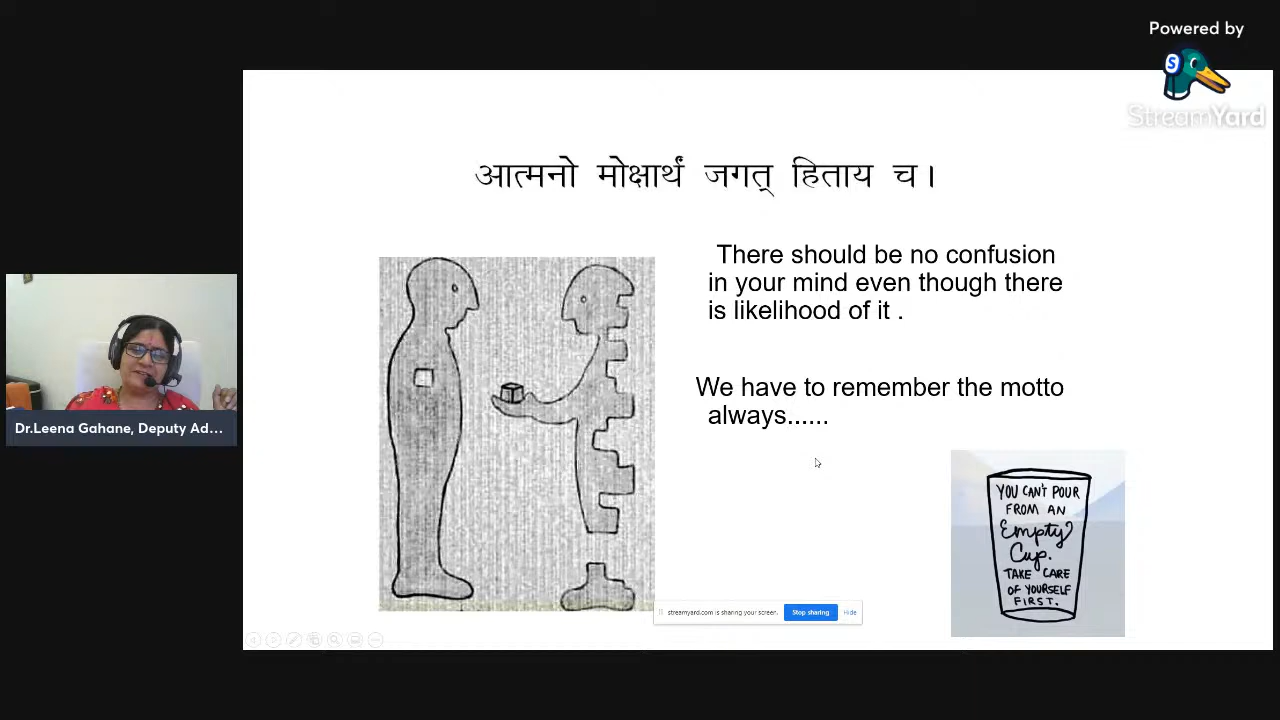 Powered by
StreamYard
आत्मनो मोक्षार्थं जगत् हिताय च।
There should be no confusion
in your mind even though there
is likelihood of it .
We have to remember the motto
always......
YOU CAN'T POUR
FROM AN
Empty
Cup.
TAKE CARE
OF YOURSELF
FIRST.
streamyard.com is sharing your screen.
Stop sharing
Hide
Dr.Leena Gahane, Deputy Ad...